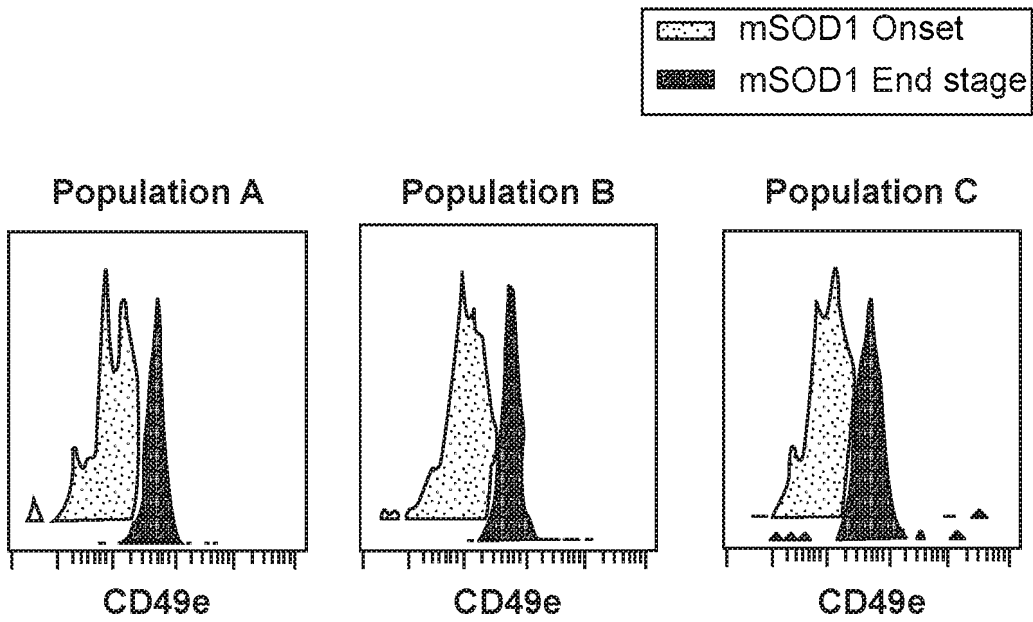 mSOD1 Onset
mSOD1 End stage
Population A
Population B
Population C
CD49e
CD49e
CD49e